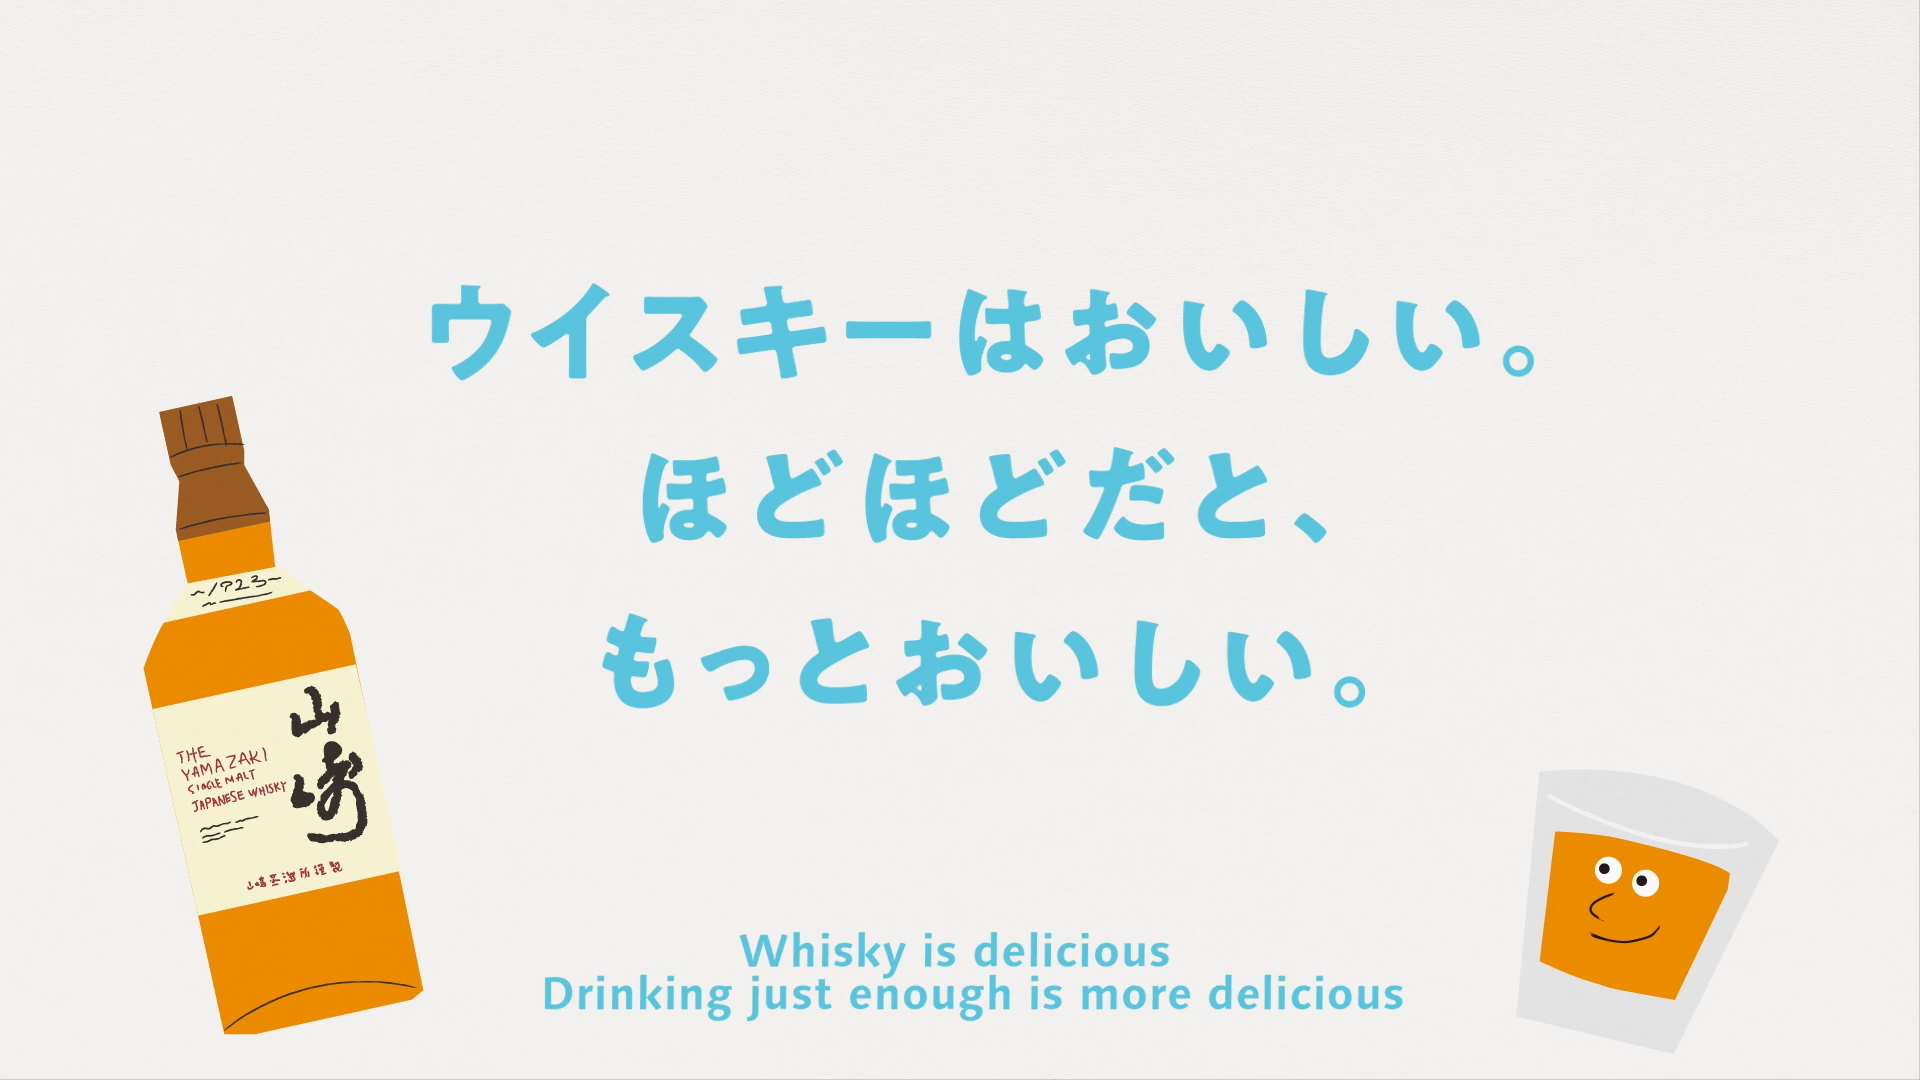 ウイスキーはおいしい。
ほどほどだと、
もっとおいしい。
~1923~
山崎
THE
YAMAZAKI
SINGLE MALT
JAPANESE WHISKY
Whisky is delicious
Drinking just enough is more delicious